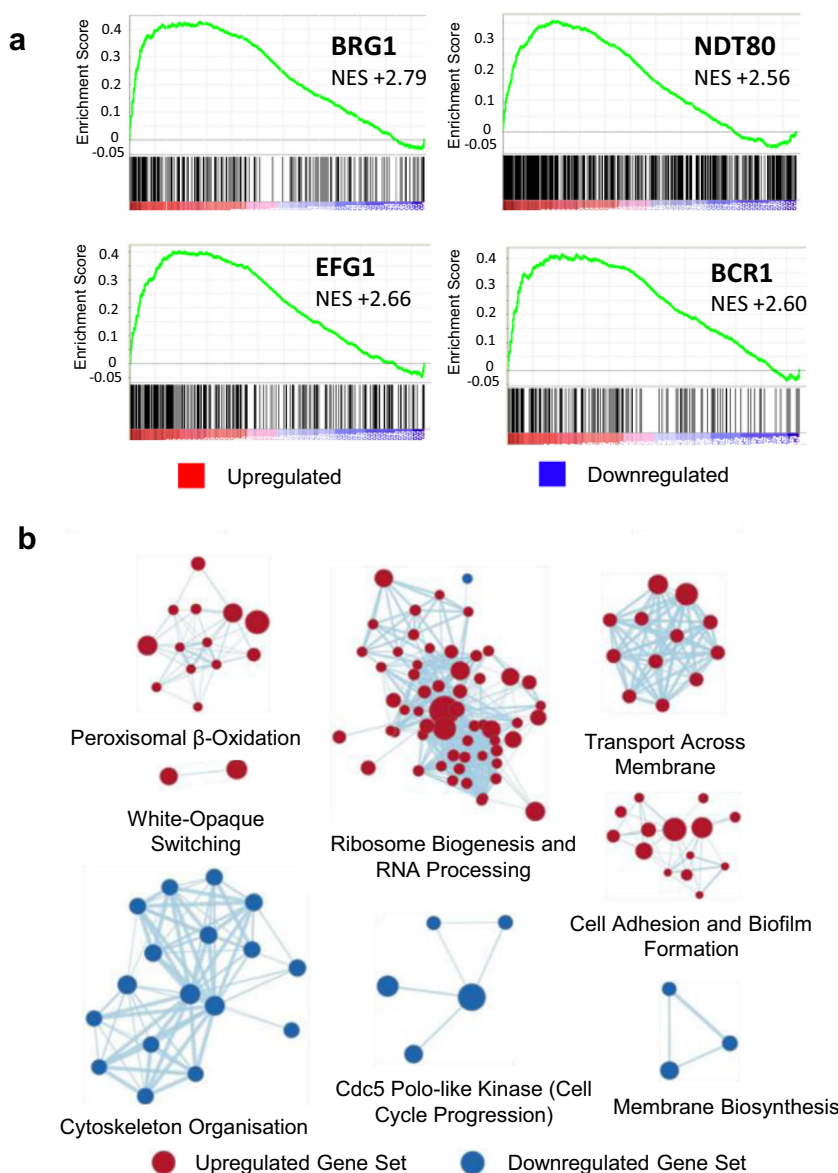 a
BRG1
NES +2.79
Enrichment Score
0.4
0.3
0.2
0.1
0
-0.05
NDT80
NES +2.56
Enrichment Score
0.3
0.2
0.1
0
-0.05
EFG1
NES +2.66
Enrichment Score
0.4
0.3
0.2
0.1
0
-0.05
BCR1
NES +2.60
Enrichment Score
0.4
0.3
0.2
0.1
0
-0.05
Upregulated
Downregulated
b
Peroxisomal β-Oxidation
White-Opaque
Switching
Ribosome Biogenesis and
RNA Processing
Transport Across
Membrane
Cell Adhesion and Biofilm
Formation
Cytoskeleton Organisation
Cdc5 Polo-like Kinase (Cell
Cycle Progression)
Membrane Biosynthesis
Upregulated Gene Set
Downregulated Gene Set